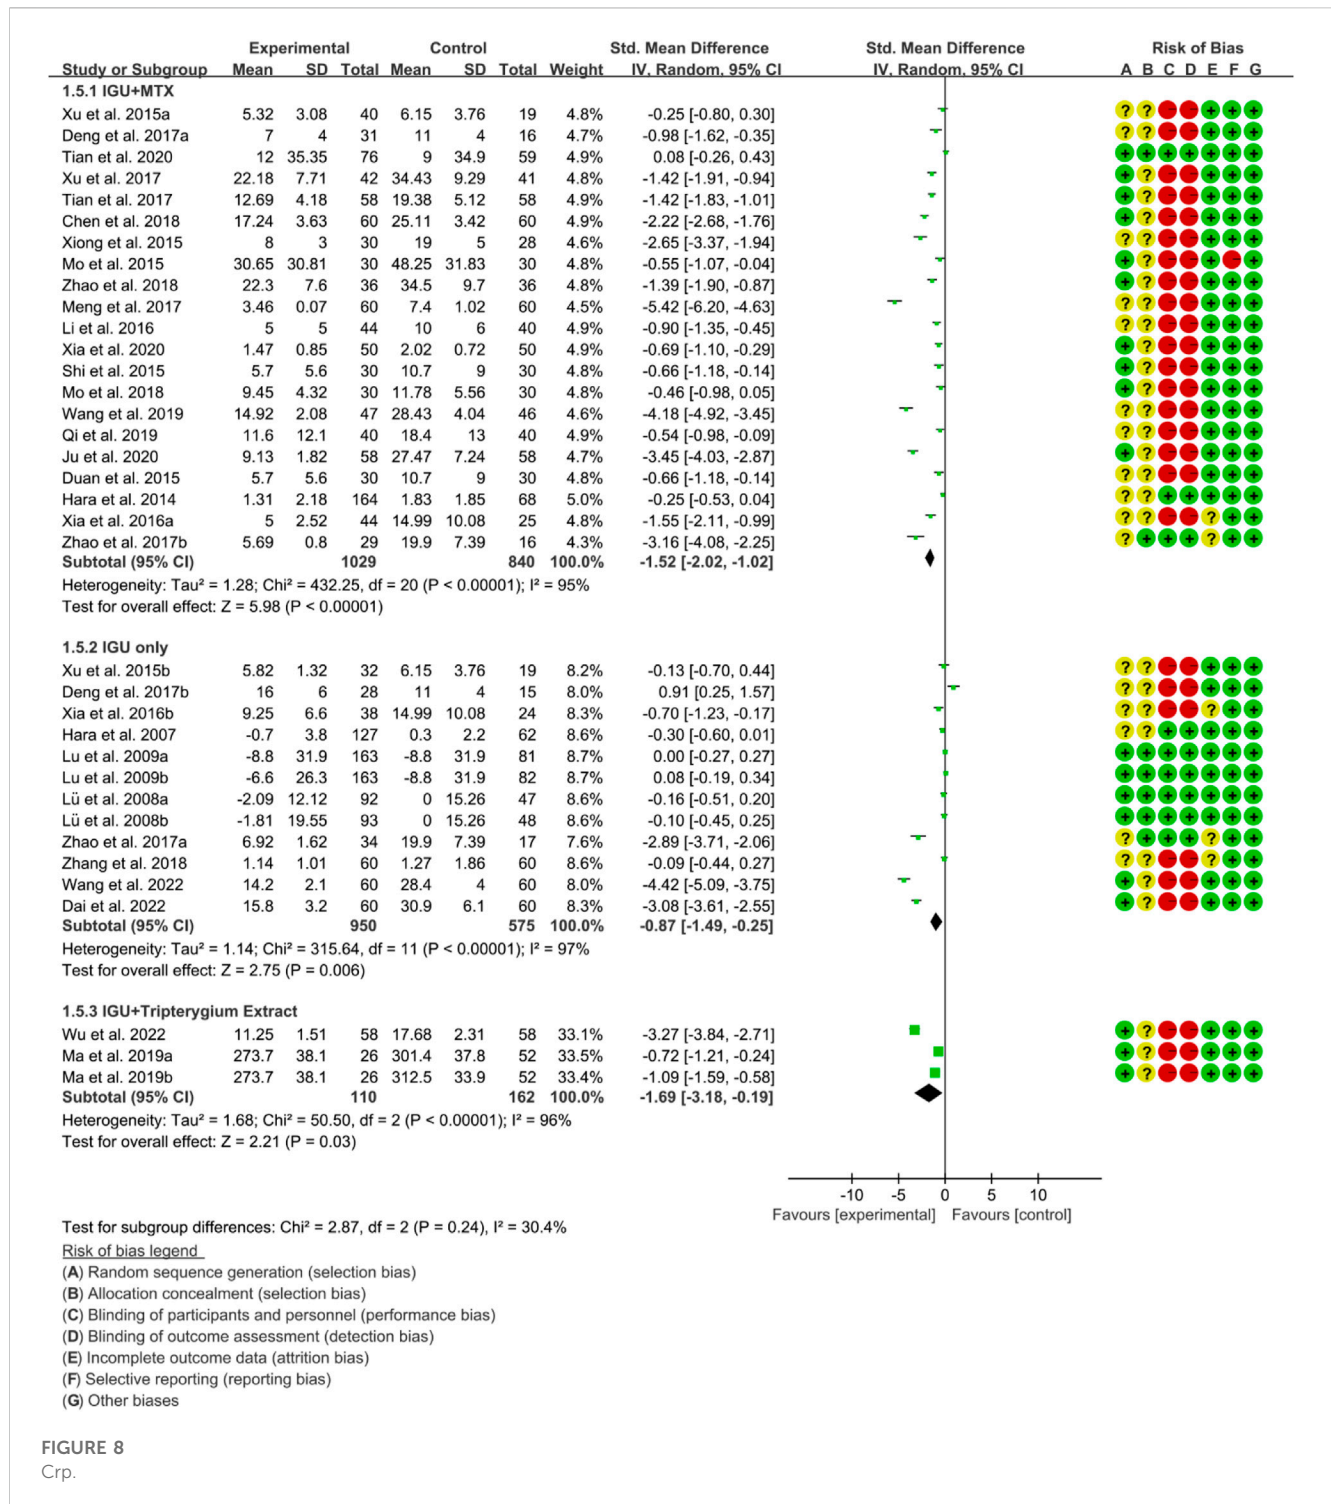 Experimental Control Std. Mean Difference Std. Mean Difference Risk of Bias
Study or Subgroup Mean SD Total Mean SD Total Weight IV, Random, 95% CI IV, Random, 95% CI A B C D E F G
1.5.1 IGU+MTX
Xu et al. 2015a 5.32 3.08 40 6.15 3.76 19 4.8% -0.25 [-0.80, 0.30] ? ? - - + + +
Deng et al. 2017a 7 4 31 11 4 16 4.7% -0.98 [-1.62, -0.35] ? ? - - + + +
Tian et al. 2020 12 35.35 76 9 34.9 59 4.9% 0.08 [-0.26, 0.43] + + + + + + +
Xu et al. 2017 22.18 7.71 42 34.43 9.29 41 4.8% -1.42 [-1.91, -0.94] + ? - - + + +
Tian et al. 2017 12.69 4.18 58 19.38 5.12 58 4.9% -1.42 [-1.83, -1.01] + ? - - + + +
Chen et al. 2018 17.24 3.63 60 25.11 3.42 60 4.9% -2.22 [-2.68, -1.76] + ? - - + + +
Xiong et al. 2015 8 3 30 19 5 28 4.6% -2.65 [-3.37, -1.94] ? ? - - + + +
Mo et al. 2015 30.65 30.81 30 48.25 31.83 30 4.8% -0.55 [-1.07, -0.04] + ? - - + - +
Zhao et al. 2018 22.3 7.6 36 34.5 9.7 36 4.8% -1.39 [-1.90, -0.87] + ? - - + + +
Meng et al. 2017 3.46 0.07 60 7.4 1.02 60 4.5% -5.42 [-6.20, -4.63] ? ? - - + + +
Li et al. 2016 5 5 44 10 6 40 4.9% -0.90 [-1.35, -0.45] ? ? - - + + +
Xia et al. 2020 1.47 0.85 50 2.02 0.72 50 4.9% -0.69 [-1.10, -0.29] + ? - - + + +
Shi et al. 2015 5.7 5.6 30 10.7 9 30 4.8% -0.66 [-1.18, -0.14] + ? - - + + +
Mo et al. 2018 9.45 4.32 30 11.78 5.56 30 4.8% -0.46 [-0.98, 0.05] + ? - - + + +
Wang et al. 2019 14.92 2.08 47 28.43 4.04 46 4.6% -4.18 [-4.92, -3.45] ? ? - - + + +
Qi et al. 2019 11.6 12.1 40 18.4 13 40 4.9% -0.54 [-0.98, -0.09] ? ? - - + + +
Ju et al. 2020 9.13 1.82 58 27.47 7.24 58 4.7% -3.45 [-4.03, -2.87] + ? - - + + +
Duan et al. 2015 5.7 5.6 30 10.7 9 30 4.8% -0.66 [-1.18, -0.14] ? ? - - + + +
Hara et al. 2014 1.31 2.18 164 1.83 1.85 68 5.0% -0.25 [-0.53, 0.04] ? ? + + + + +
Xia et al. 2016a 5 2.52 44 14.99 10.08 25 4.8% -1.55 [-2.11, -0.99] ? ? - - ? + +
Zhao et al. 2017b 5.69 0.8 29 19.9 7.39 16 4.3% -3.16 [-4.08, -2.25] ? + + + ? + +
Subtotal (95% CI) 1029 840 100.0% -1.52 [-2.02, -1.02]
Heterogeneity: Tau² = 1.28; Chi² = 432.25, df = 20 (P < 0.00001); I² = 95%
Test for overall effect: Z = 5.98 (P < 0.00001)
1.5.2 IGU only
Xu et al. 2015b 5.82 1.32 32 6.15 3.76 19 8.2% -0.13 [-0.70, 0.44] ? ? - - + + +
Deng et al. 2017b 16 6 28 11 4 15 8.0% 0.91 [0.25, 1.57] ? ? - - + + +
Xia et al. 2016b 9.25 6.6 38 14.99 10.08 24 8.3% -0.70 [-1.23, -0.17] ? ? - - ? + +
Hara et al. 2007 -0.7 3.8 127 0.3 2.2 62 8.6% -0.30 [-0.60, 0.01] ? ? + + + + +
Lu et al. 2009a -8.8 31.9 163 -8.8 31.9 81 8.7% 0.00 [-0.27, 0.27] + + + + + + +
Lu et al. 2009b -6.6 26.3 163 -8.8 31.9 82 8.7% 0.08 [-0.19, 0.34] + + + + + + +
Lü et al. 2008a -2.09 12.12 92 0 15.26 47 8.6% -0.16 [-0.51, 0.20] + + + + + + +
Lü et al. 2008b -1.81 19.55 93 0 15.26 48 8.6% -0.10 [-0.45, 0.25] + + + + + + +
Zhao et al. 2017a 6.92 1.62 34 19.9 7.39 17 7.6% -2.89 [-3.71, -2.06] ? + + + ? + +
Zhang et al. 2018 1.14 1.01 60 1.27 1.86 60 8.6% -0.09 [-0.44, 0.27] ? ? - - ? + +
Wang et al. 2022 14.2 2.1 60 28.4 4 60 8.0% -4.42 [-5.09, -3.75] + ? - - + + +
Dai et al. 2022 15.8 3.2 60 30.9 6.1 60 8.3% -3.08 [-3.61, -2.55] + ? - - + + +
Subtotal (95% CI) 950 575 100.0% -0.87 [-1.49, -0.25]
Heterogeneity: Tau² = 1.14; Chi² = 315.64, df = 11 (P < 0.00001); I² = 97%
Test for overall effect: Z = 2.75 (P = 0.006)
1.5.3 IGU+Tripterygium Extract
Wu et al. 2022 11.25 1.51 58 17.68 2.31 58 33.1% -3.27 [-3.84, -2.71] + ? - - + + +
Ma et al. 2019a 273.7 38.1 26 301.4 37.8 52 33.5% -0.72 [-1.21, -0.24] + ? - - + + +
Ma et al. 2019b 273.7 38.1 26 312.5 33.9 52 33.4% -1.09 [-1.59, -0.58] + ? - - + + +
Subtotal (95% CI) 110 162 100.0% -1.69 [-3.18, -0.19]
Heterogeneity: Tau² = 1.68; Chi² = 50.50, df = 2 (P < 0.00001); I² = 96%
Test for overall effect: Z = 2.21 (P = 0.03)
-10 -5 0 5 10
Favours [experimental] Favours [control]
Test for subgroup differences: Chi² = 2.87, df = 2 (P = 0.24), I² = 30.4%
Risk of bias legend
(A) Random sequence generation (selection bias)
(B) Allocation concealment (selection bias)
(C) Blinding of participants and personnel (performance bias)
(D) Blinding of outcome assessment (detection bias)
(E) Incomplete outcome data (attrition bias)
(F) Selective reporting (reporting bias)
(G) Other biases
FIGURE 8
Crp.